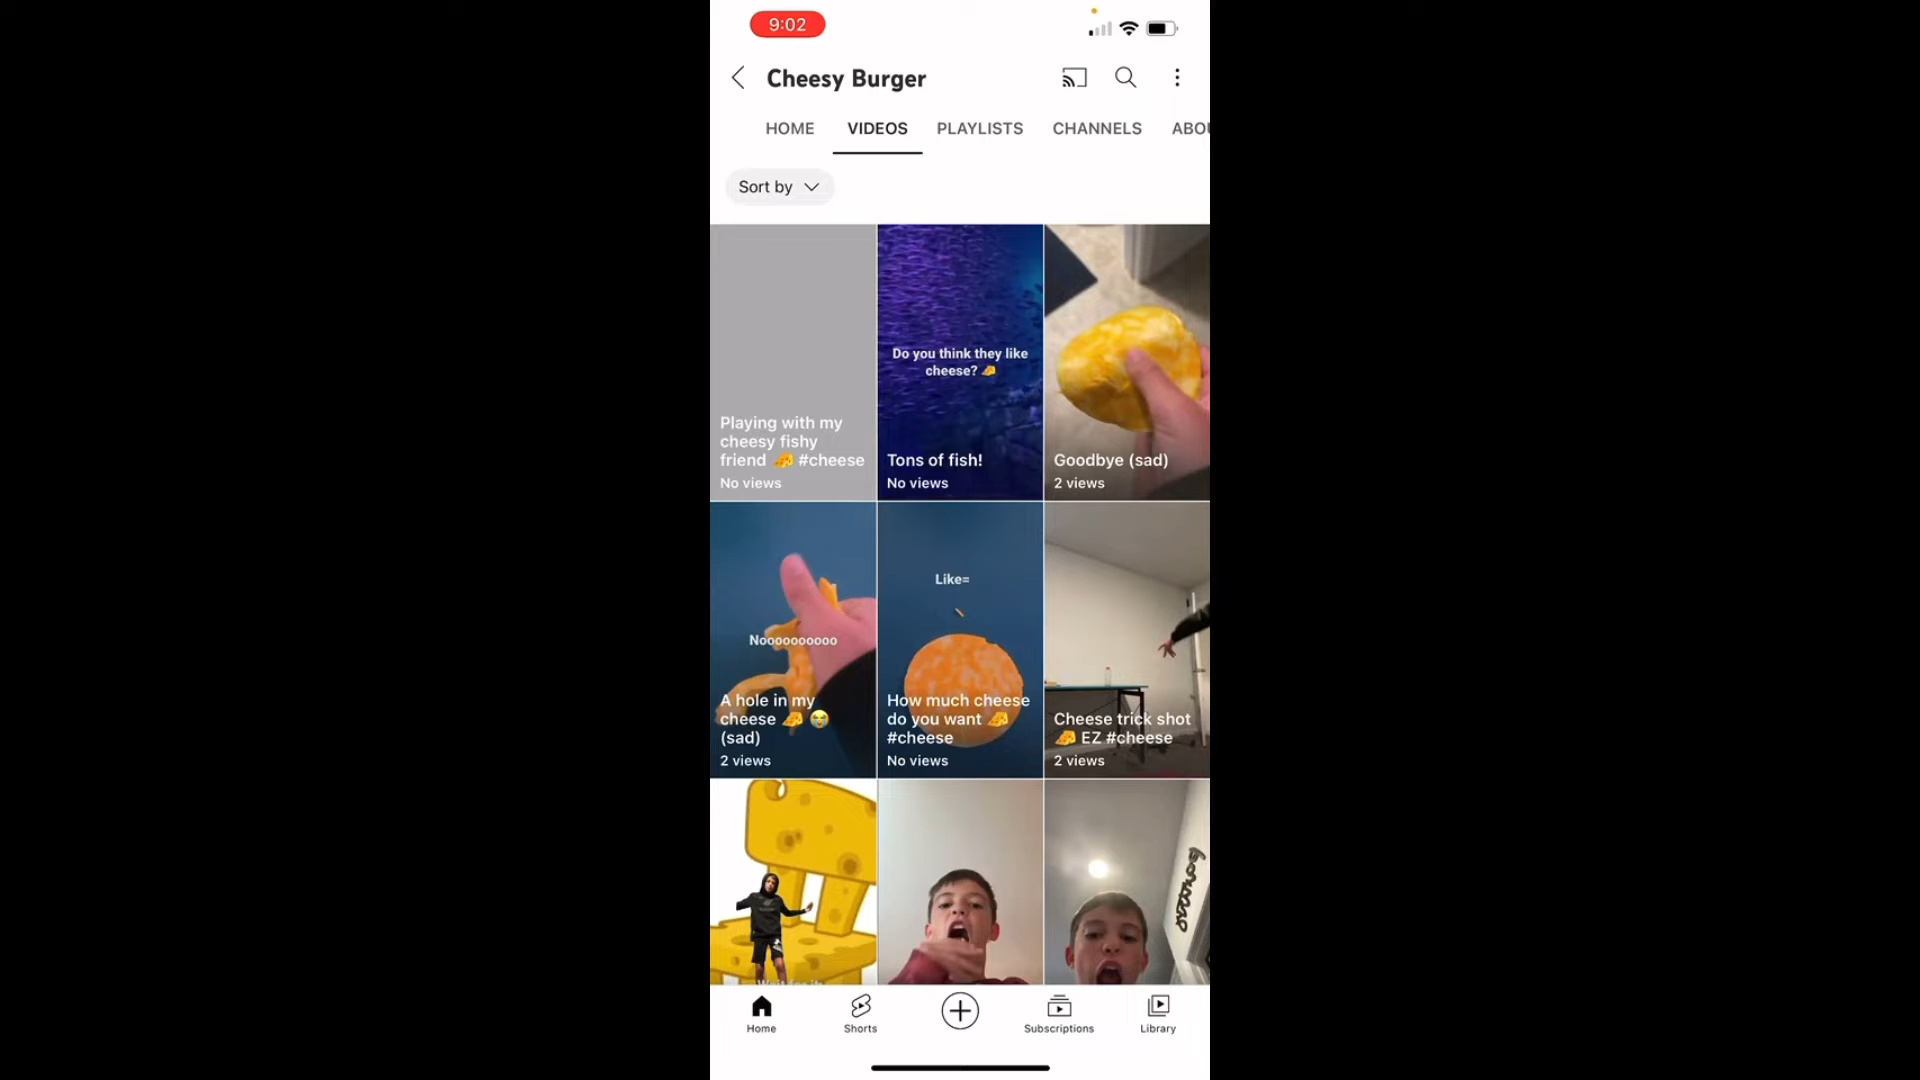 9:02
Cheesy Burger
HOME VIDEOS PLAYLISTS CHANNELS ABOU
Sort by
Playing with my
cheesy fishy
friend 🧀 #cheese
No views
Do you think they like
cheese? 🧀
Tons of fish!
No views
Goodbye (sad)
2 views
Noooooooooo
A hole in my
cheese 🧀 😭
(sad)
2 views
Like=
How much cheese
do you want 🧀
#cheese
No views
Cheese trick shot
🧀 EZ #cheese
2 views
Home Shorts Subscriptions Library